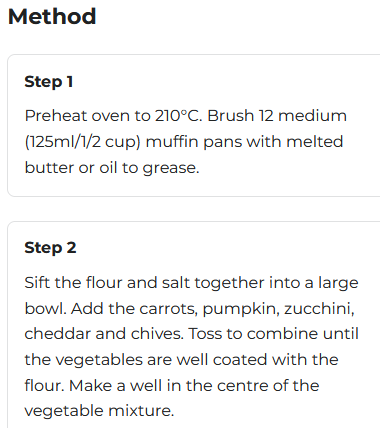 Method
Step 1
Preheat oven to 210°C. Brush 12 medium
(125ml/1/2 cup) muffin pans with melted
butter or oil to grease.
Step 2
Sift the flour and salt together into a large
bowl. Add the carrots, pumpkin, zucchini,
cheddar and chives. Toss to combine until
the vegetables are well coated with the
flour. Make a well in the centre of the
vegetable mixture.